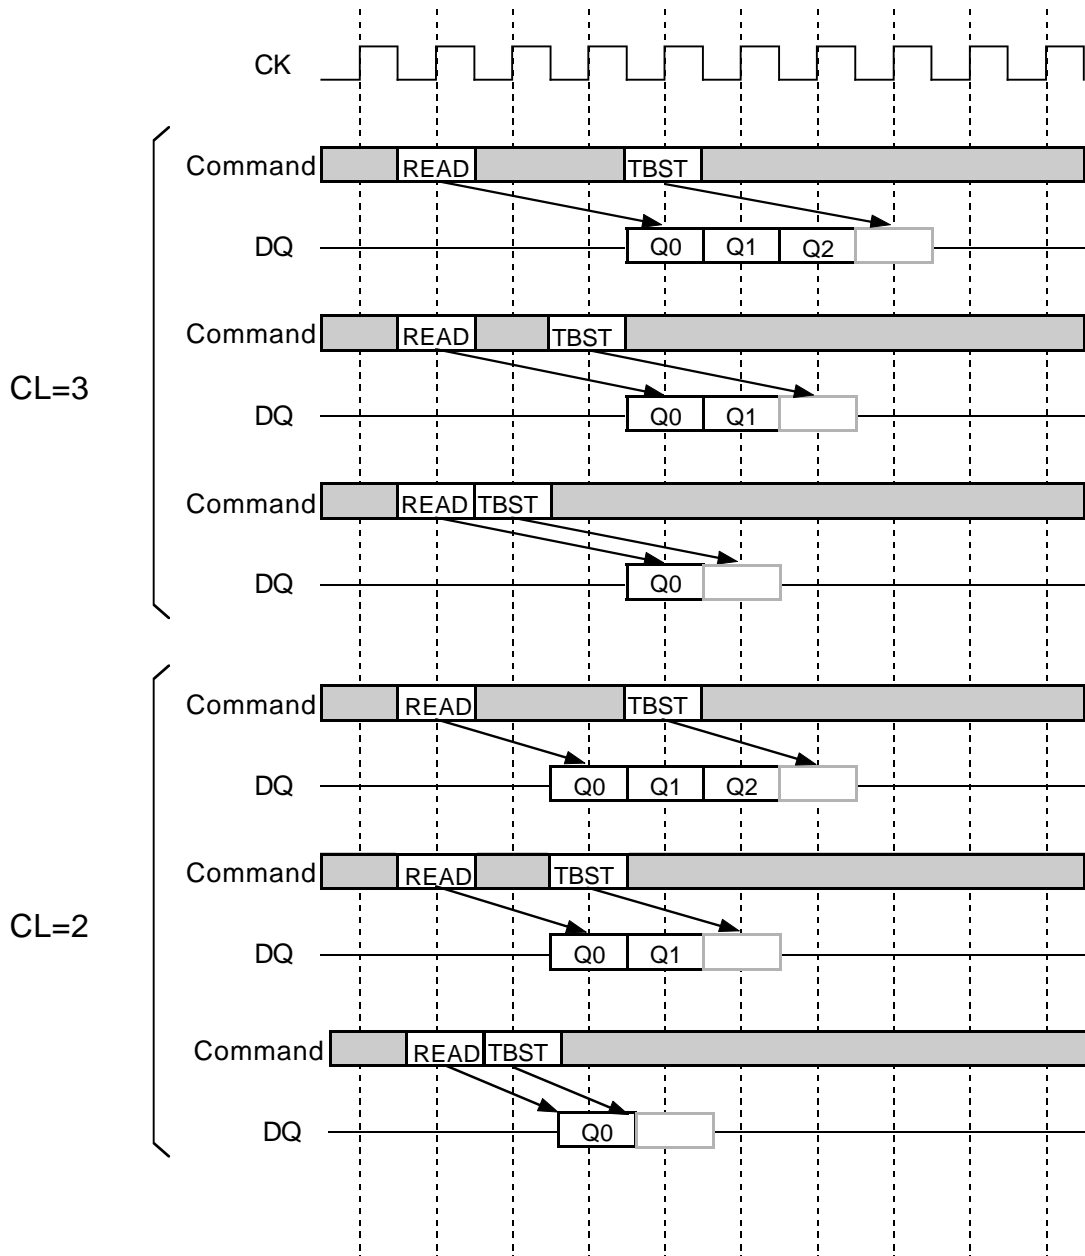 CK
Command READ TBST
DQ Q0 Q1 Q2
Command READ TBST
CL=3
DQ Q0 Q1
Command READ TBST
DQ Q0
Command READ TBST
DQ Q0 Q1 Q2
Command READ TBST
CL=2
DQ Q0 Q1
Command READ TBST
DQ Q0